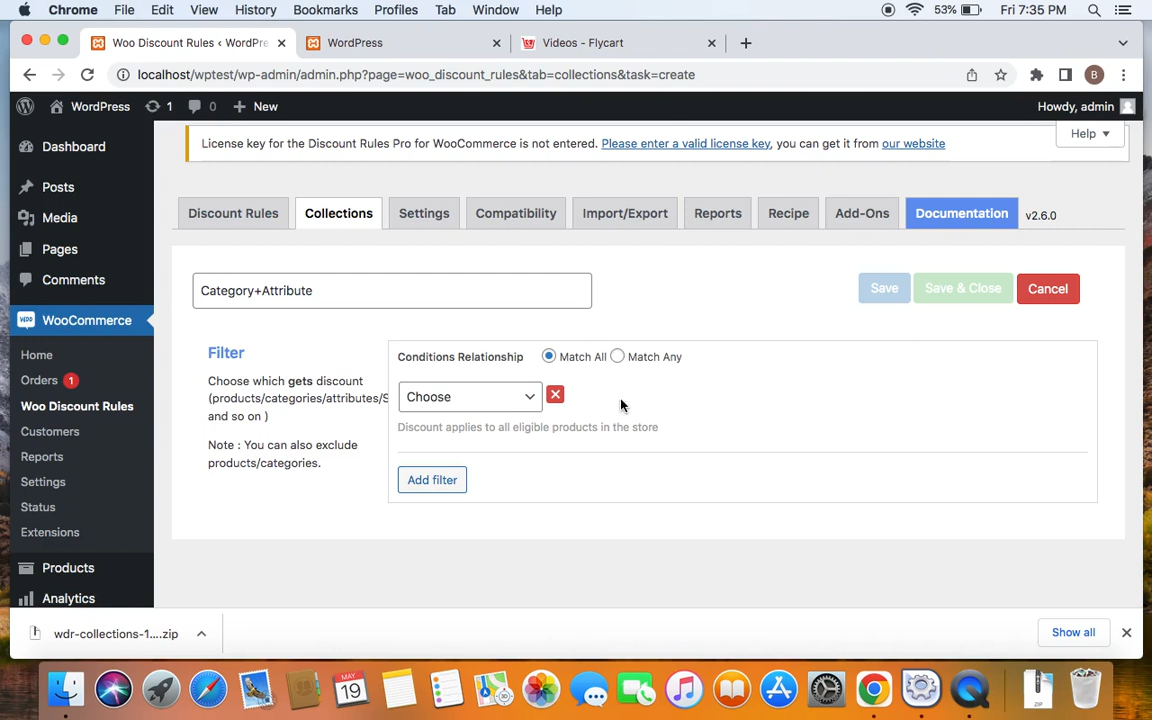 Chrome File Edit View History Bookmarks Profiles Tab Window Help 53% Fri 7:35 PM
Woo Discount Rules ‹ WordPre WordPress Videos - Flycart
localhost/wptest/wp-admin/admin.php?page=woo_discount_rules&tab=collections&task=create B
WordPress 1 0 + New Howdy, admin
Help
License key for the Discount Rules Pro for WooCommerce is not entered. Please enter a valid license key, you can get it from our website
Dashboard
Posts
Media
Pages
Comments
WooCommerce
Home
Orders 1
Woo Discount Rules
Customers
Reports
Settings
Status
Extensions
Products
Analytics
Discount Rules Collections Settings Compatibility Import/Export Reports Recipe Add-Ons Documentation v2.6.0
Category+Attribute Save Save & Close Cancel
Filter
Choose which gets discount
(products/categories/attributes/S
and so on )
Note : You can also exclude
products/categories.
Conditions Relationship Match All Match Any
Choose
Discount applies to all eligible products in the store
Add filter
wdr-collections-1....zip Show all
MAY
19
ZIP